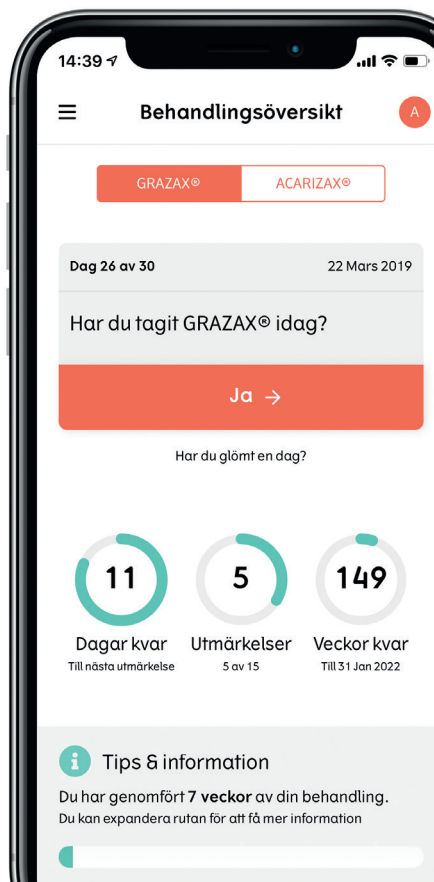 14:39
Behandlingsöversikt
A
GRAZAX® ACARIZAX®
Dag 26 av 30 22 Mars 2019
Har du tagit GRAZAX® idag?
Ja →
Har du glömt en dag?
11 5 149
Dagar kvar Utmärkelser Veckor kvar
Till nästa utmärkelse 5 av 15 Till 31 Jan 2022
i Tips & information
Du har genomfört 7 veckor av din behandling.
Du kan expandera rutan för att få mer information